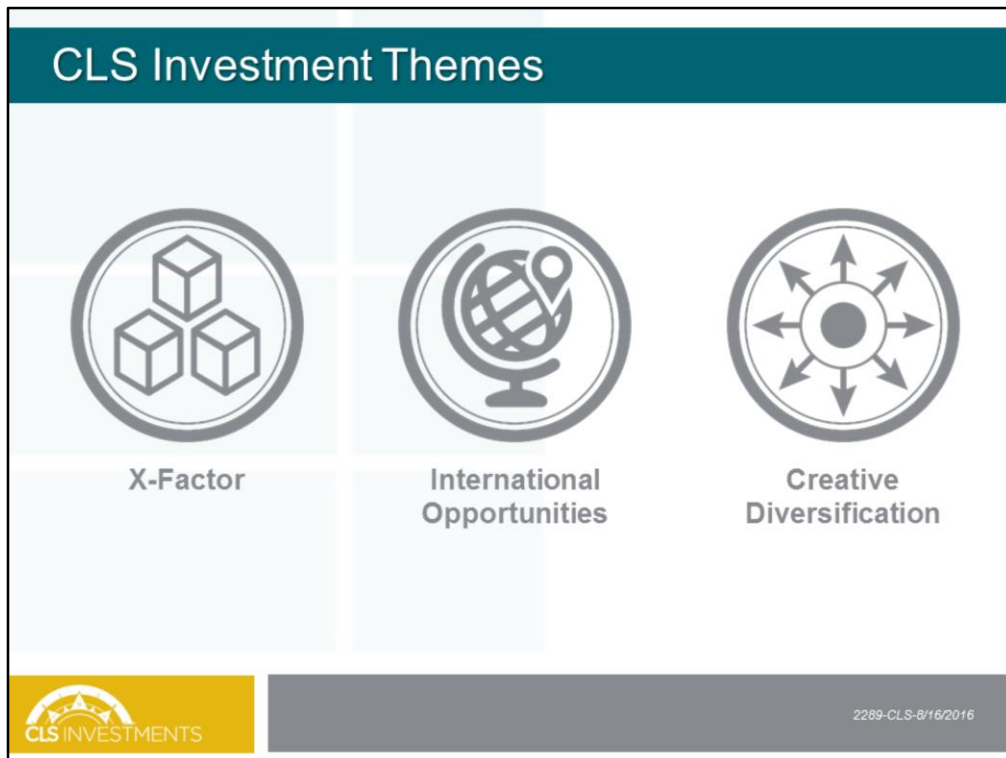 CLS Investment Themes
X-Factor
International
Opportunities
Creative
Diversification
CLS INVESTMENTS
2289-CLS-8/16/2016